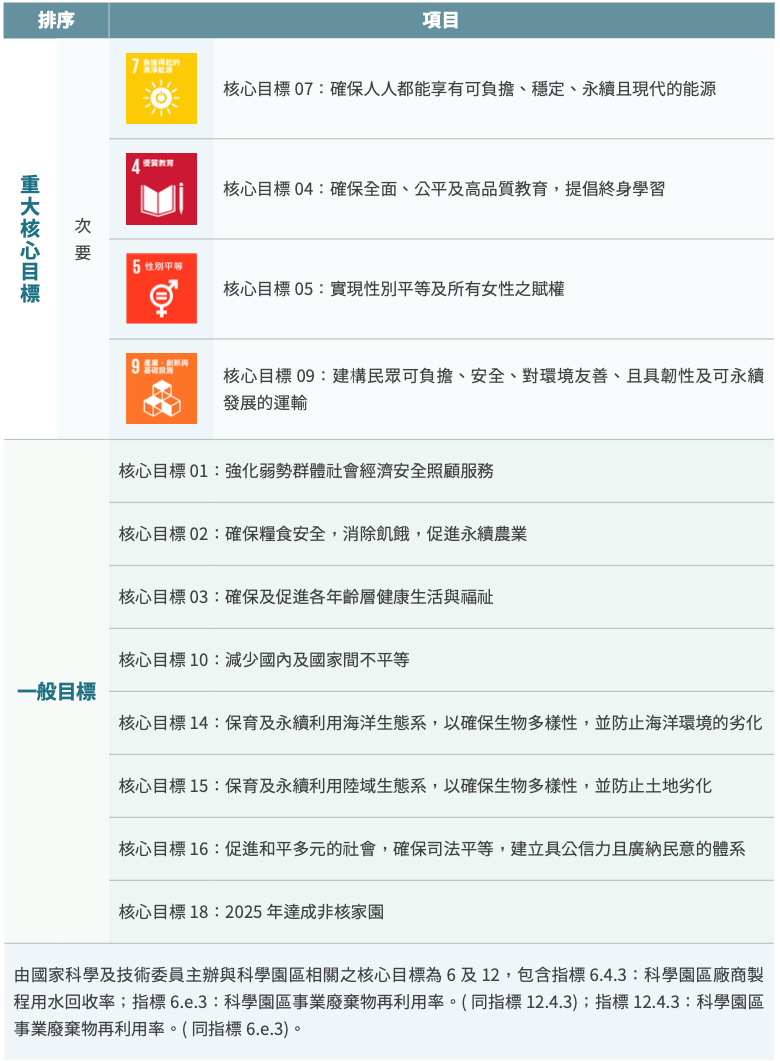 排序
項目
重大核心目標
次要
7 負擔得起的
清淨能源
核心目標 07：確保人人都能享有可負擔、穩定、永續且現代的能源
4 優質教育
核心目標 04：確保全面、公平及高品質教育，提倡終身學習
5 性別平等
核心目標 05：實現性別平等及所有女性之賦權
9 產業、創新與
基礎設施
核心目標 09：建構民眾可負擔、安全、對環境友善、且具韌性及可永續
發展的運輸
一般目標
核心目標 01：強化弱勢群體社會經濟安全照顧服務
核心目標 02：確保糧食安全，消除飢餓，促進永續農業
核心目標 03：確保及促進各年齡層健康生活與福祉
核心目標 10：減少國內及國家間不平等
核心目標 14：保育及永續利用海洋生態系，以確保生物多樣性，並防止海洋環境的劣化
核心目標 15：保育及永續利用陸域生態系，以確保生物多樣性，並防止土地劣化
核心目標 16：促進和平多元的社會，確保司法平等，建立具公信力且廣納民意的體系
核心目標 18：2025 年達成非核家園
由國家科學及技術委員主辦與科學園區相關之核心目標為 6 及 12，包含指標 6.4.3：科學園區廠商製
程用水回收率；指標 6.e.3：科學園區事業廢棄物再利用率。( 同指標 12.4.3)；指標 12.4.3：科學園區
事業廢棄物再利用率。( 同指標 6.e.3)。